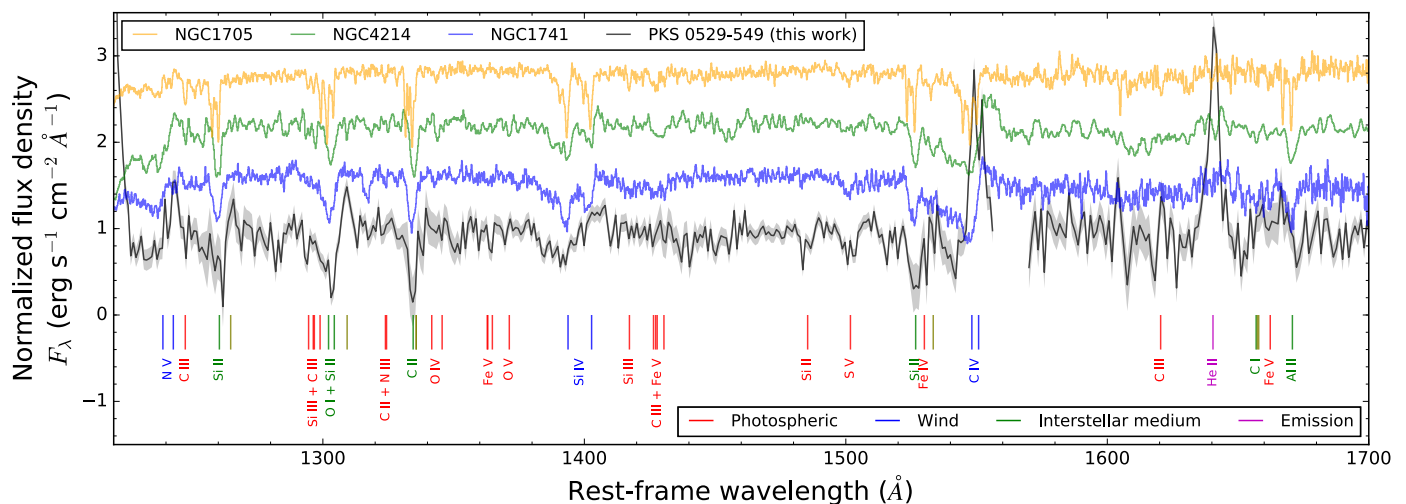 NGC1705 NGC4214 NGC1741 PKS 0529-549 (this work)
Normalized flux density
Fλ (erg s⁻¹ cm⁻² Å⁻¹)
3
2
1
0
−1
N V
C III
Si II
Si III + C III
O I + Si II
C II + N III
C II
O IV
Fe V
O V
Si IV
Si III
C III + Fe V
Si II
S V
Si II
Fe IV
C IV
C III
He II
C I
Fe V
Al II
Photospheric Wind Interstellar medium Emission
1300 1400 1500 1600 1700
Rest-frame wavelength (Å)